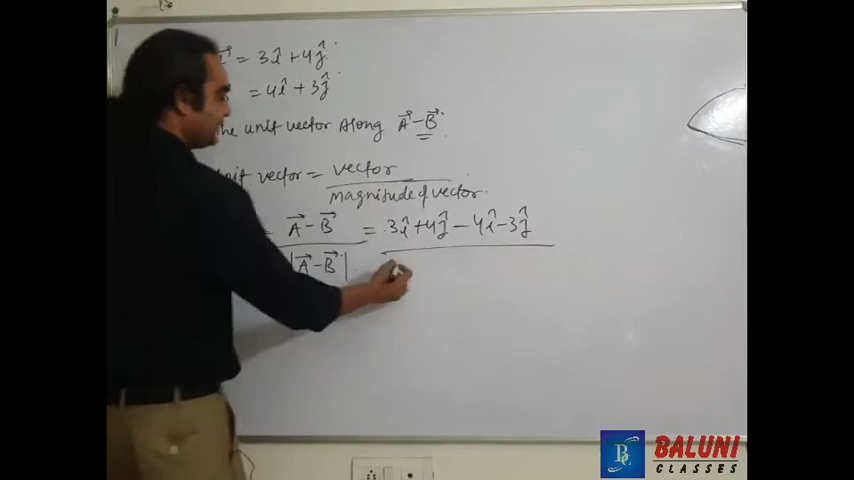 = 3î + 4ĵ
= 4î + 3ĵ
the unit vector Along A⃗ - B⃗.
unit vector = vector
magnitude of vector.
A⃗ - B⃗ = 3î + 4ĵ - 4î - 3ĵ
|A⃗ - B⃗|
BALUNI
CLASSES